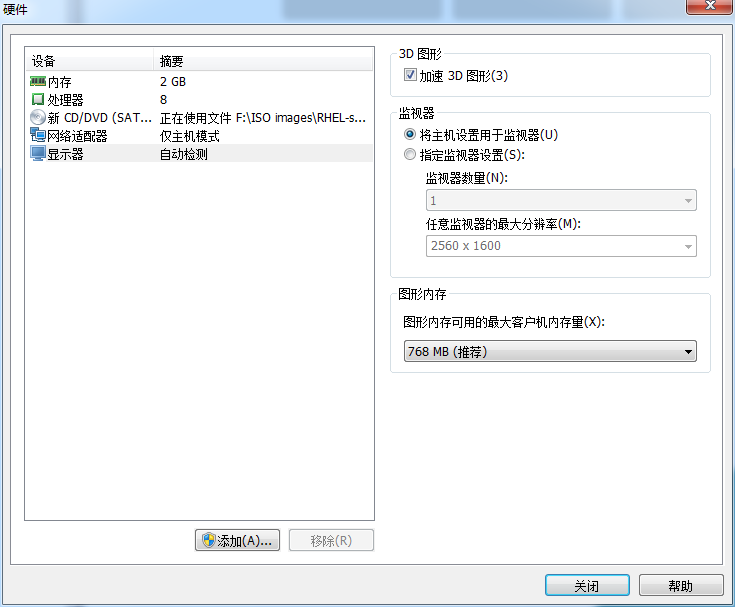 硬件
设备 摘要
内存 2 GB
处理器 8
新 CD/DVD (SAT... 正在使用文件 F:\ISO images\RHEL-s...
网络适配器 仅主机模式
显示器 自动检测
添加(A)... 移除(R)
3D 图形
加速 3D 图形(3)
监视器
将主机设置用于监视器(U)
指定监视器设置(S):
监视器数量(N):
1
任意监视器的最大分辨率(M):
2560 x 1600
图形内存
图形内存可用的最大客户机内存量(X):
768 MB (推荐)
关闭 帮助